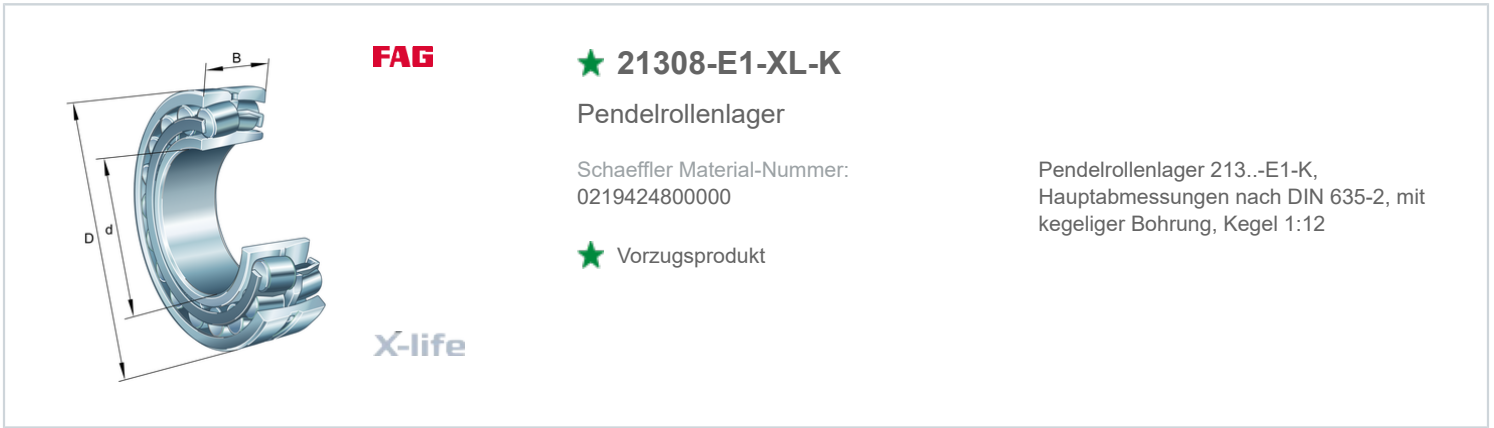 B
D
d
FAG
X-life
21308-E1-XL-K
Pendelrollenlager
Schaeffler Material-Nummer:
0219424800000
Vorzugsprodukt
Pendelrollenlager 213..-E1-K,
Hauptabmessungen nach DIN 635-2, mit
kegeliger Bohrung, Kegel 1:12